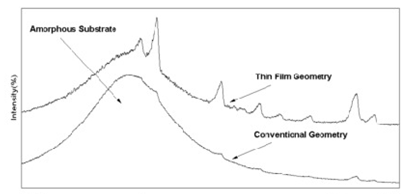 Amorphous Substrate
Thin Film Geometry
Intensity(%)
Conventional Geometry